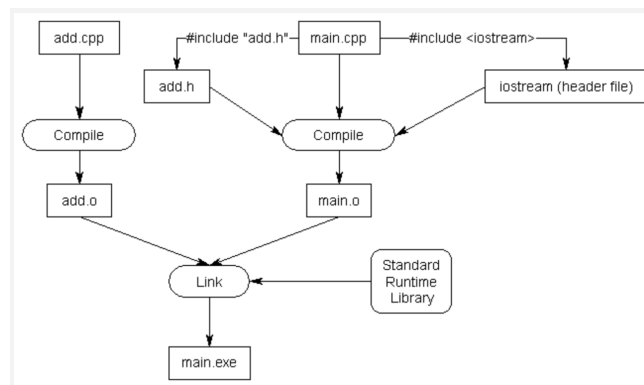 add.cpp
#include "add.h"
main.cpp
#include <iostream>
add.h
iostream (header file)
Compile
Compile
add.o
main.o
Link
Standard
Runtime
Library
main.exe